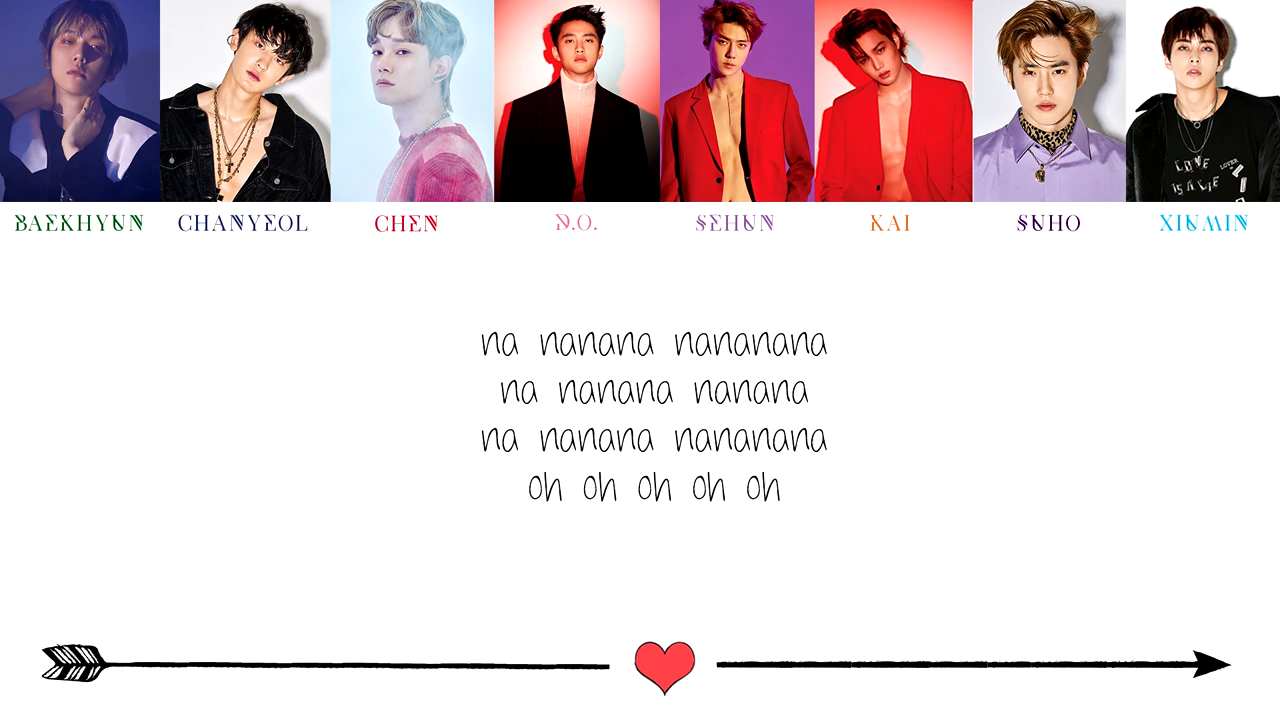 BAEKHYUN CHANYEOL CHEN D.O. SEHUN KAI SUHO XIUMIN
na nanana nananana
na nanana nanana
na nanana nananana
oh oh oh oh oh